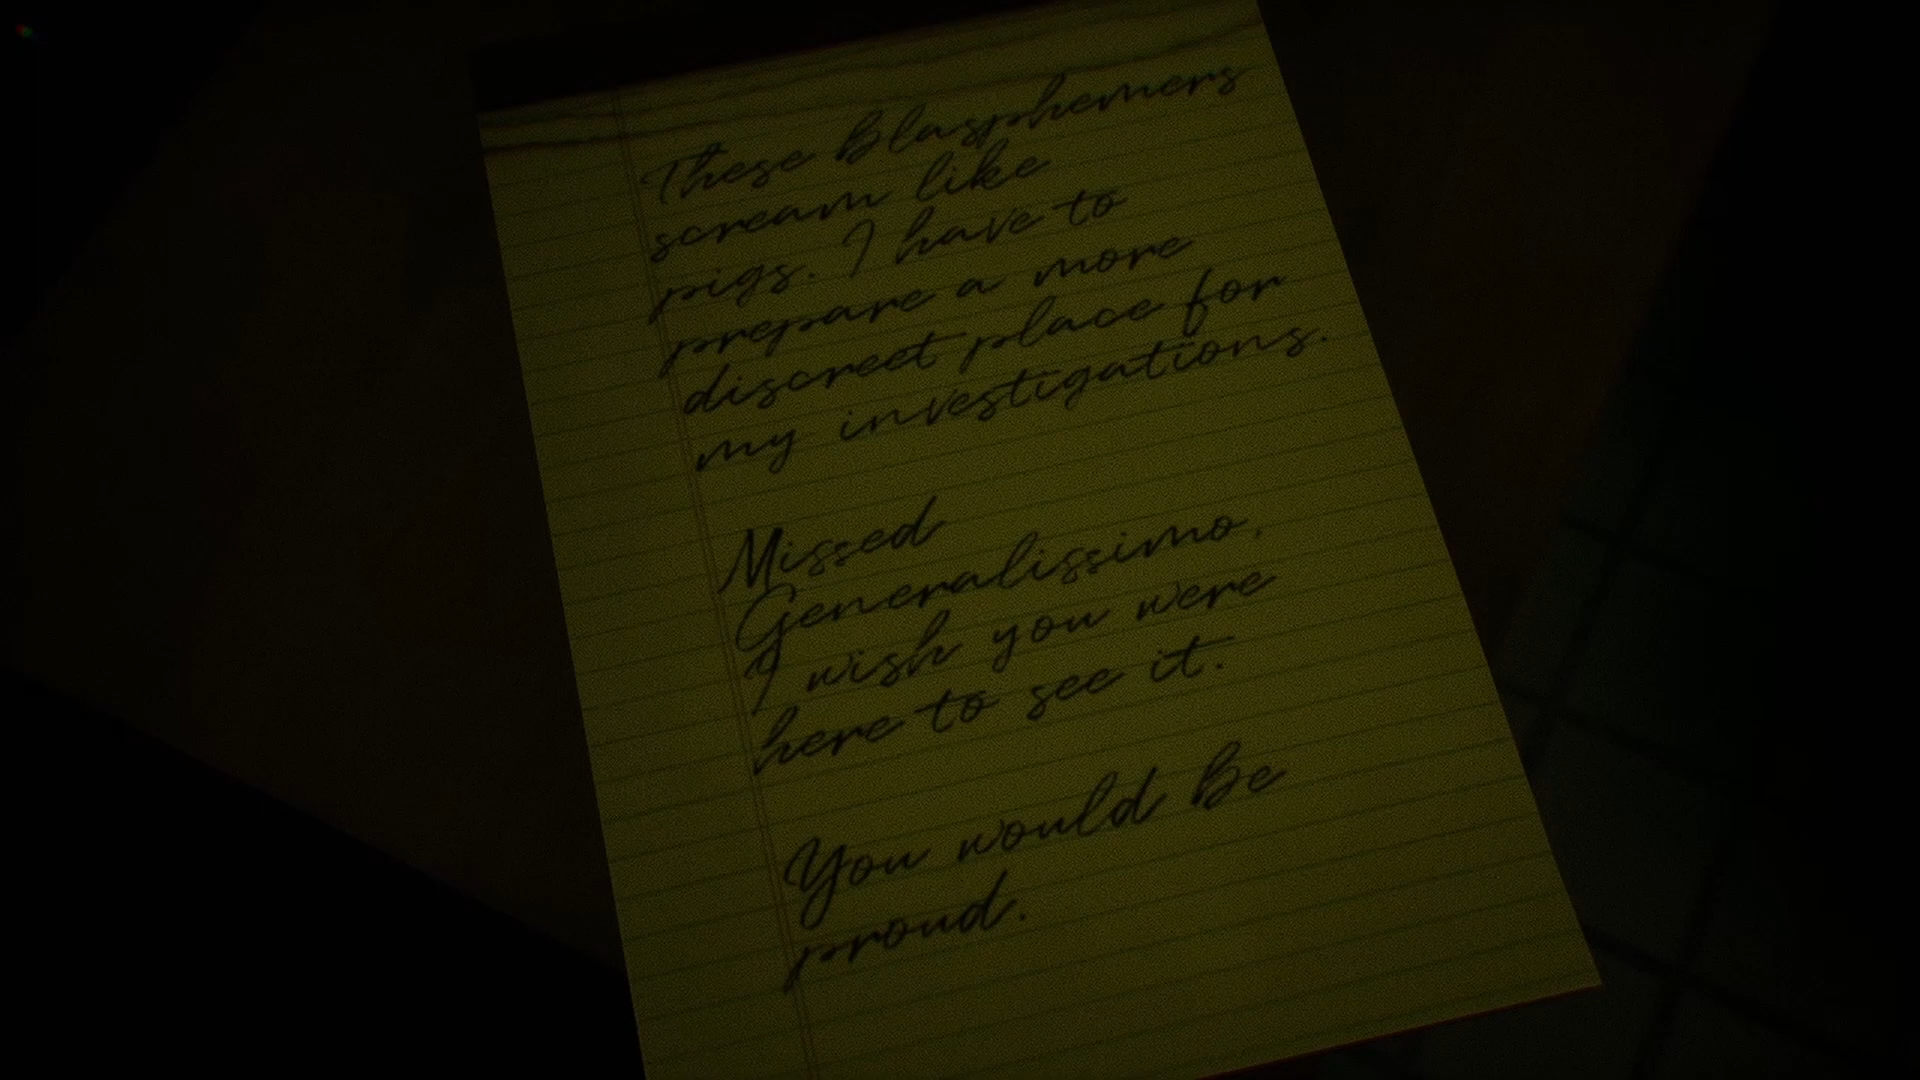 These Blasphemers
scream like
pigs. I have to
prepare a more
discreet place for
my investigations.
Missed
Generalissimo,
I wish you were
here to see it.
You would be
proud.